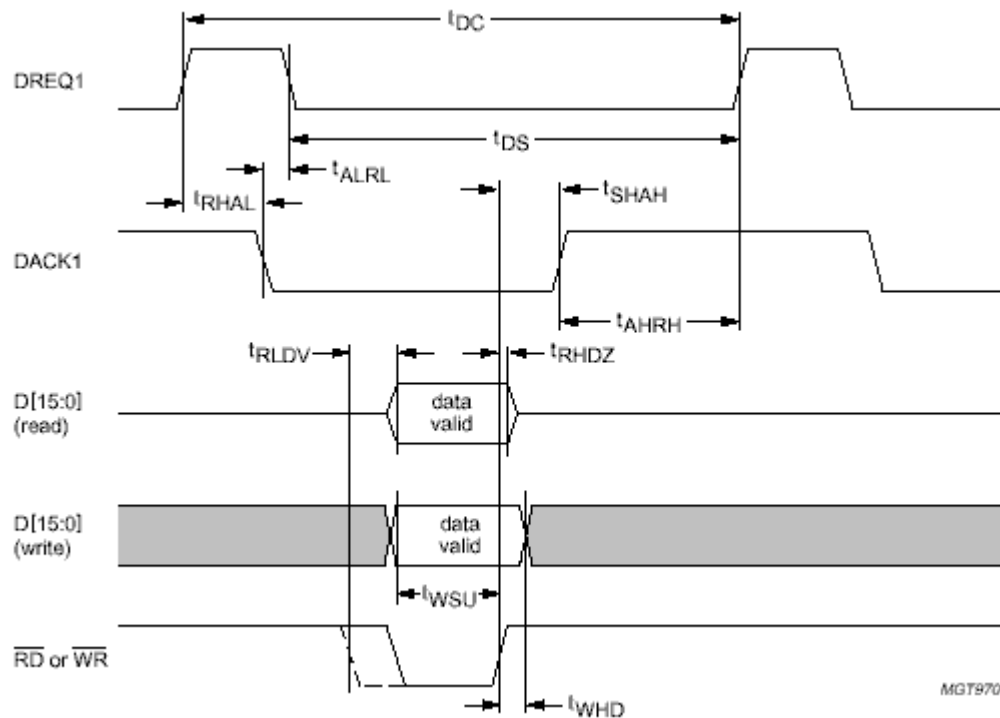 tDC
DREQ1
tDS
tALRL
tSHAH
tRHAL
DACK1
tAHRH
tRLDV
tRHDZ
D[15:0]
(read)
data
valid
D[15:0]
(write)
data
valid
tWSU
RD or WR
tWHD
MGT970